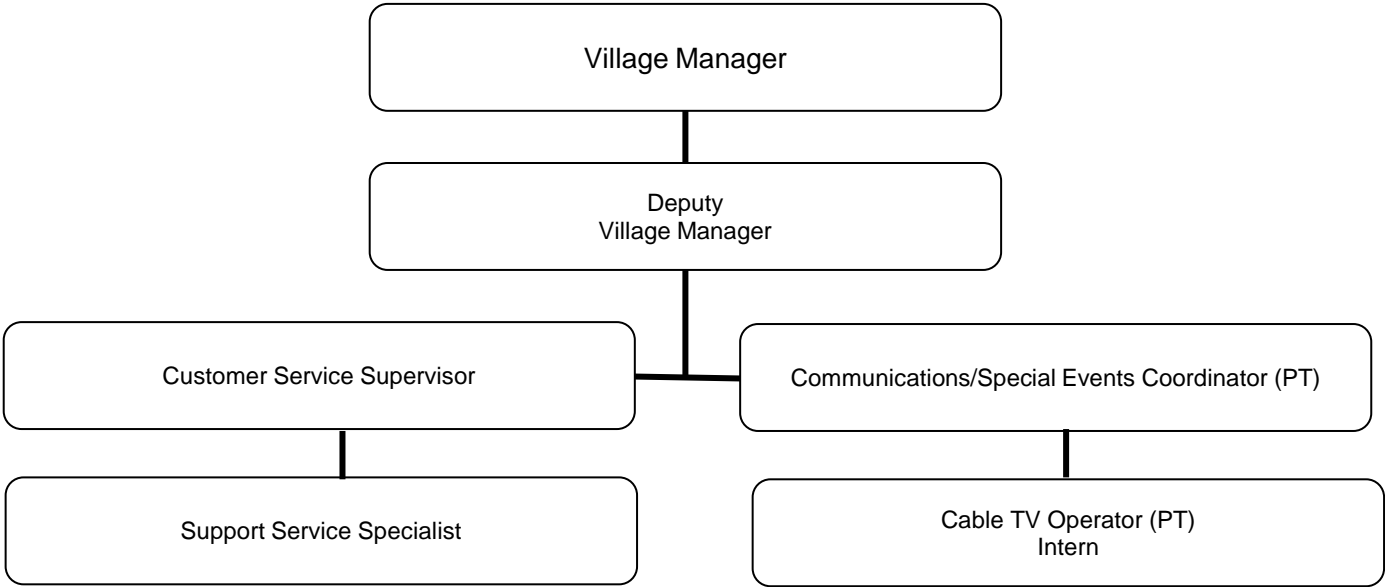 Village Manager
Deputy
Village Manager
Customer Service Supervisor
Communications/Special Events Coordinator (PT)
Support Service Specialist
Cable TV Operator (PT)
Intern